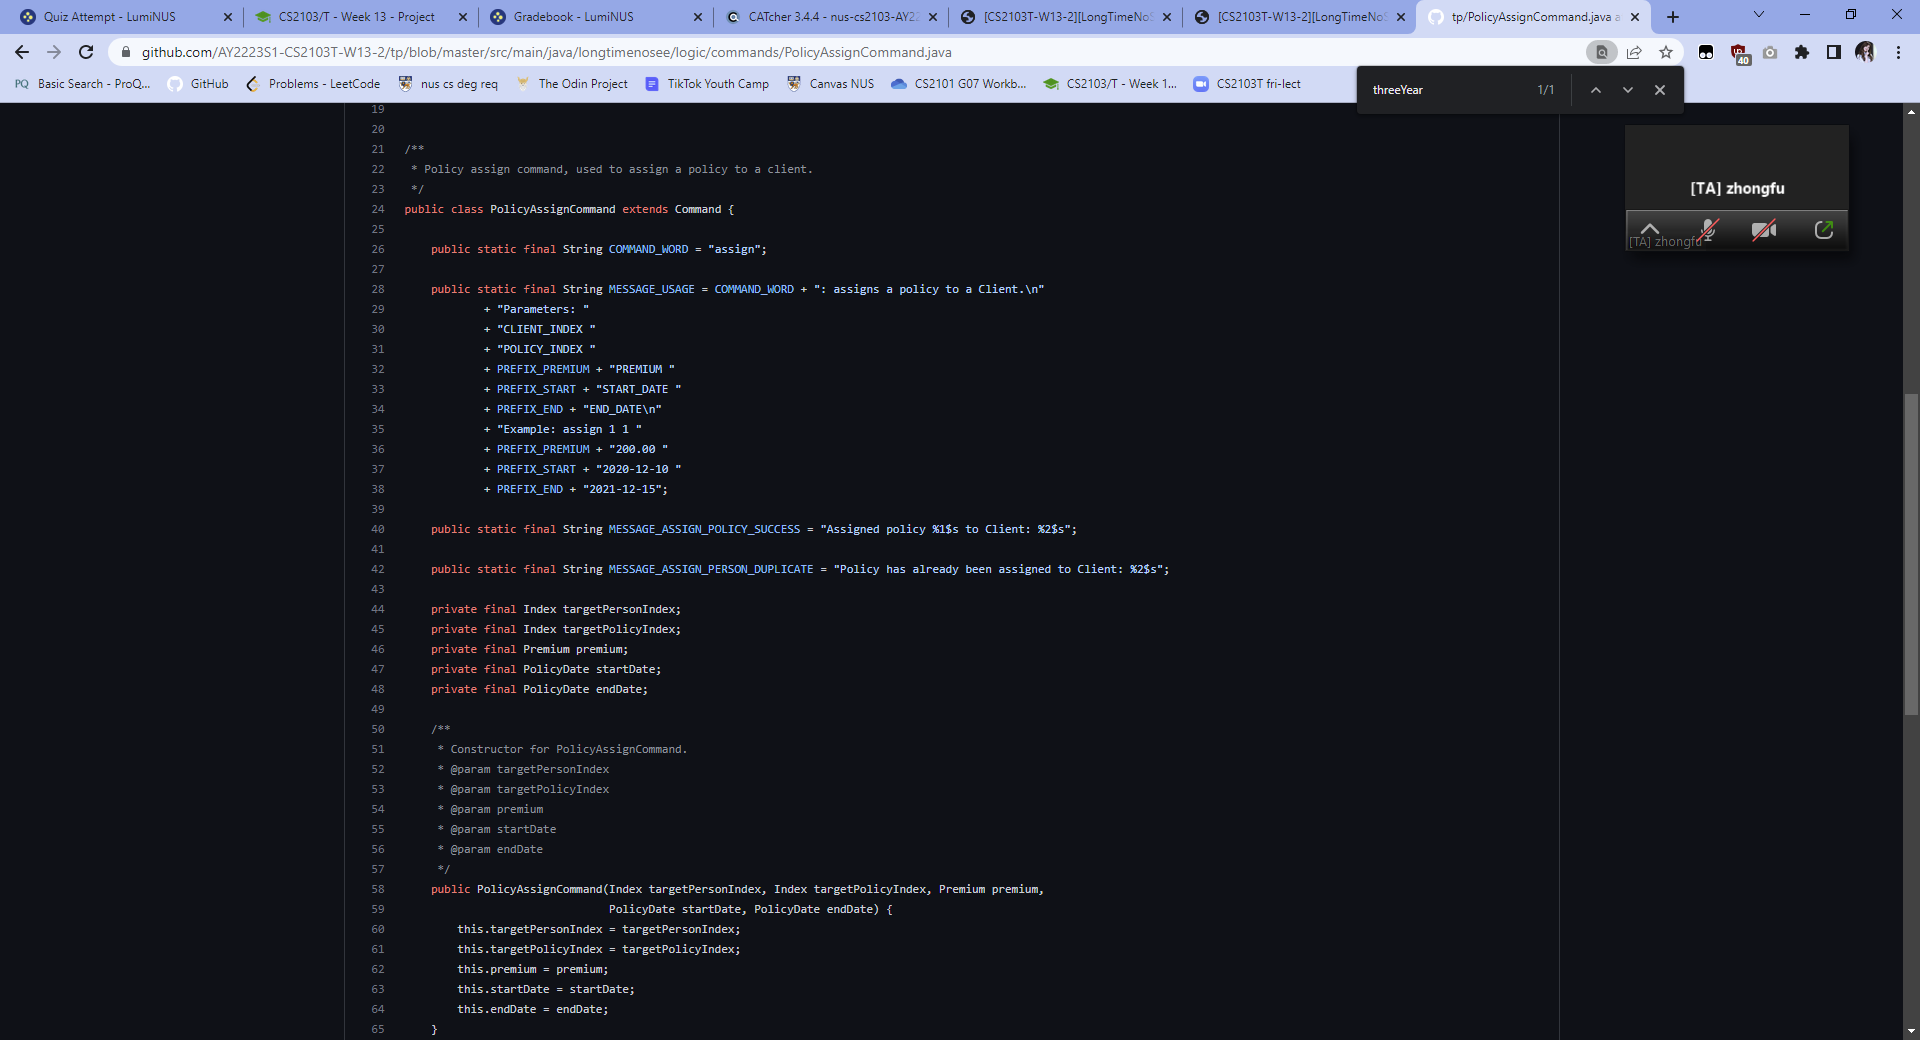 Quiz Attempt - LumiNUS
CS2103/T - Week 13 - Project
Gradebook - LumiNUS
CATcher 3.4.4 - nus-cs2103-AY22
[CS2103T-W13-2][LongTimeNoS
[CS2103T-W13-2][LongTimeNoS
tp/PolicyAssignCommand.java a
github.com/AY2223S1-CS2103T-W13-2/tp/blob/master/src/main/java/longtimenosee/logic/commands/PolicyAssignCommand.java
40
PQ Basic Search - ProQ...
GitHub
Problems - LeetCode
nus cs deg req
The Odin Project
TikTok Youth Camp
Canvas NUS
CS2101 G07 Workb...
CS2103/T - Week 1...
CS2103T fri-lect
threeYear 1/1
[TA] zhongfu
[TA] zhongfu
19
20
21 /**
22 * Policy assign command, used to assign a policy to a client.
23 */
24 public class PolicyAssignCommand extends Command {
25
26 public static final String COMMAND_WORD = "assign";
27
28 public static final String MESSAGE_USAGE = COMMAND_WORD + ": assigns a policy to a Client.\n"
29 + "Parameters: "
30 + "CLIENT_INDEX "
31 + "POLICY_INDEX "
32 + PREFIX_PREMIUM + "PREMIUM "
33 + PREFIX_START + "START_DATE "
34 + PREFIX_END + "END_DATE\n"
35 + "Example: assign 1 1 "
36 + PREFIX_PREMIUM + "200.00 "
37 + PREFIX_START + "2020-12-10 "
38 + PREFIX_END + "2021-12-15";
39
40 public static final String MESSAGE_ASSIGN_POLICY_SUCCESS = "Assigned policy %1$s to Client: %2$s";
41
42 public static final String MESSAGE_ASSIGN_PERSON_DUPLICATE = "Policy has already been assigned to Client: %2$s";
43
44 private final Index targetPersonIndex;
45 private final Index targetPolicyIndex;
46 private final Premium premium;
47 private final PolicyDate startDate;
48 private final PolicyDate endDate;
49
50 /**
51 * Constructor for PolicyAssignCommand.
52 * @param targetPersonIndex
53 * @param targetPolicyIndex
54 * @param premium
55 * @param startDate
56 * @param endDate
57 */
58 public PolicyAssignCommand(Index targetPersonIndex, Index targetPolicyIndex, Premium premium,
59 PolicyDate startDate, PolicyDate endDate) {
60 this.targetPersonIndex = targetPersonIndex;
61 this.targetPolicyIndex = targetPolicyIndex;
62 this.premium = premium;
63 this.startDate = startDate;
64 this.endDate = endDate;
65 }